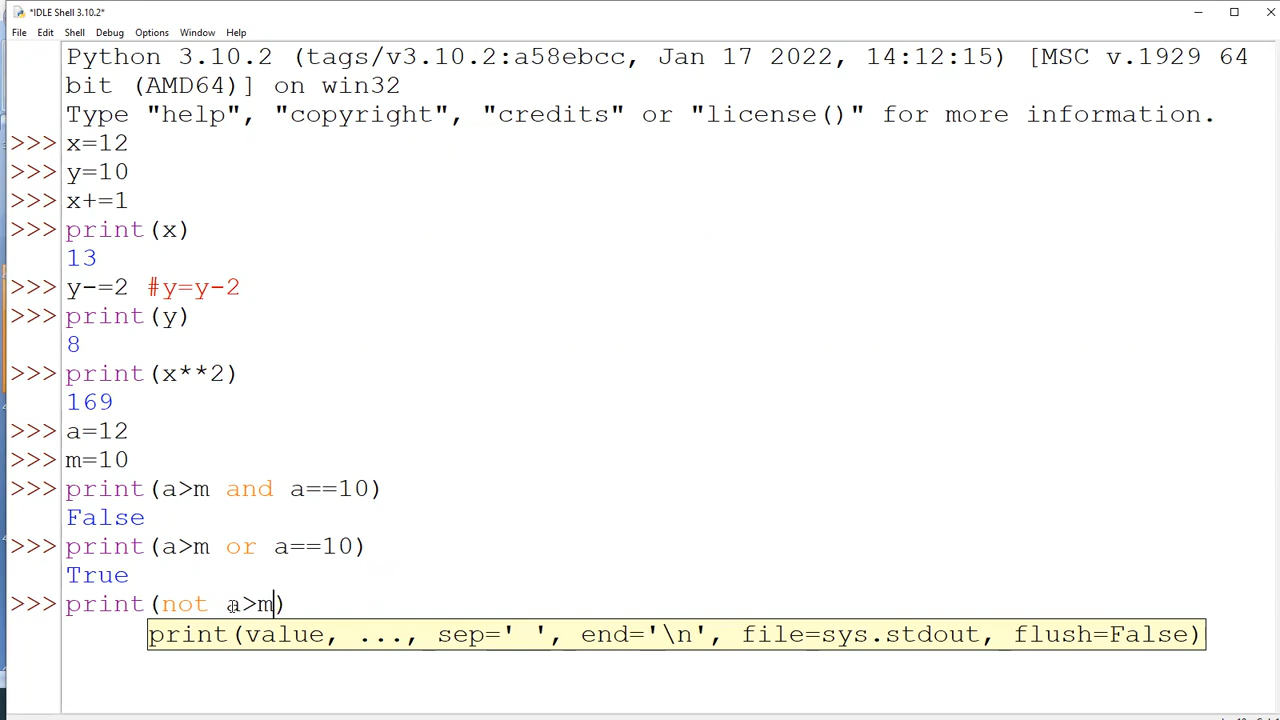 *IDLE Shell 3.10.2*
File Edit Shell Debug Options Window Help
Python 3.10.2 (tags/v3.10.2:a58ebcc, Jan 17 2022, 14:12:15) [MSC v.1929 64
bit (AMD64)] on win32
Type "help", "copyright", "credits" or "license()" for more information.
>>> x=12
>>> y=10
>>> x+=1
>>> print(x)
13
>>> y-=2 #y=y-2
>>> print(y)
8
>>> print(x**2)
169
>>> a=12
>>> m=10
>>> print(a>m and a==10)
False
>>> print(a>m or a==10)
True
>>> print(not a>m)
print(value, ..., sep=' ', end='\n', file=sys.stdout, flush=False)